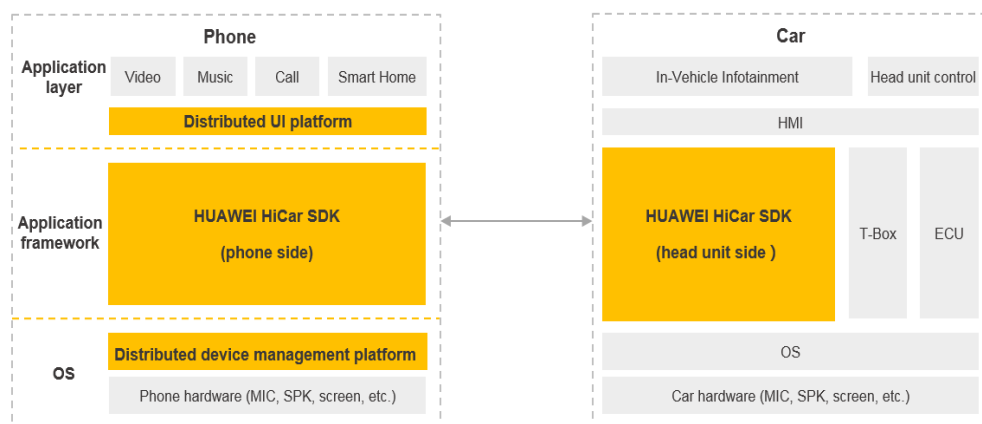 Phone
Application
layer
Video
Music
Call
Smart Home
Distributed UI platform
Application
framework
HUAWEI HiCar SDK
(phone side)
OS
Distributed device management platform
Phone hardware (MIC, SPK, screen, etc.)
Car
In-Vehicle Infotainment
Head unit control
HMI
HUAWEI HiCar SDK
(head unit side )
T-Box
ECU
OS
Car hardware (MIC, SPK, screen, etc.)